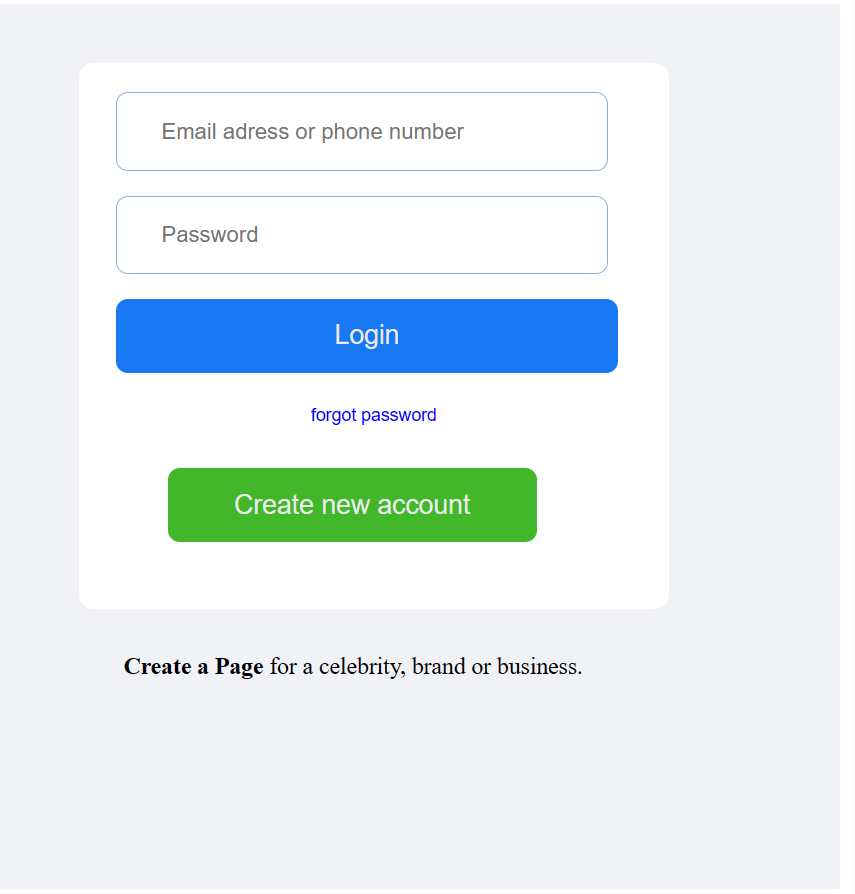 Email adress or phone number
Password
Login
forgot password
Create new account
Create a Page for a celebrity, brand or business.